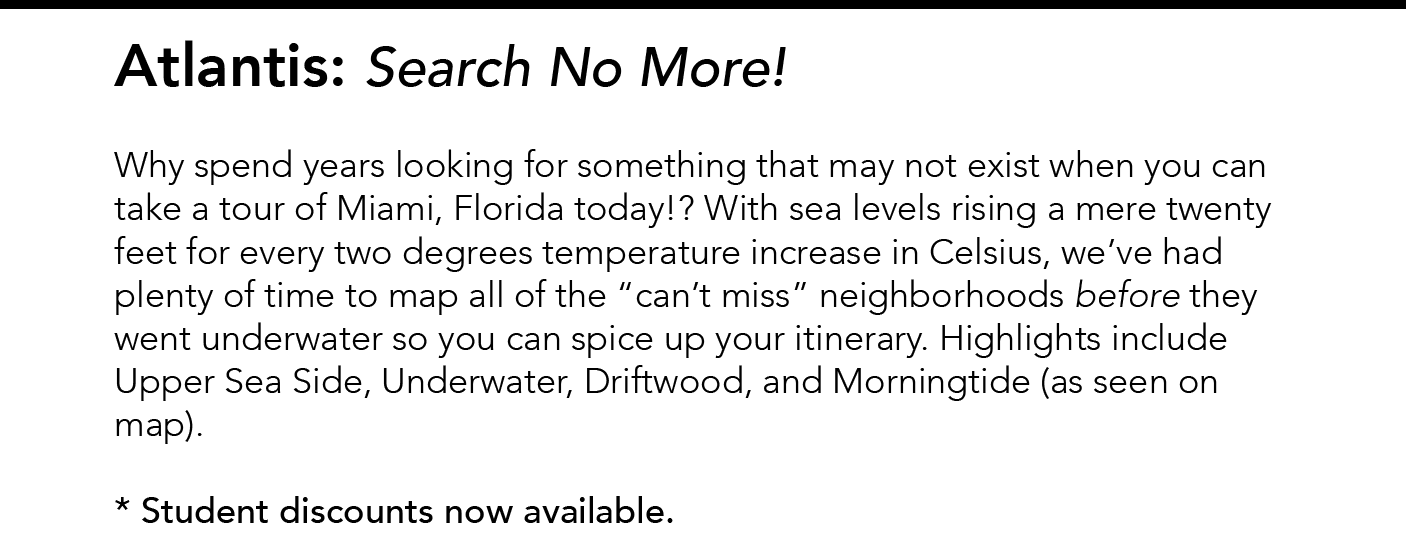 Atlantis: Search No More!
Why spend years looking for something that may not exist when you can
take a tour of Miami, Florida today!? With sea levels rising a mere twenty
feet for every two degrees temperature increase in Celsius, we’ve had
plenty of time to map all of the “can’t miss” neighborhoods before they
went underwater so you can spice up your itinerary. Highlights include
Upper Sea Side, Underwater, Driftwood, and Morningtide (as seen on
map).
* Student discounts now available.